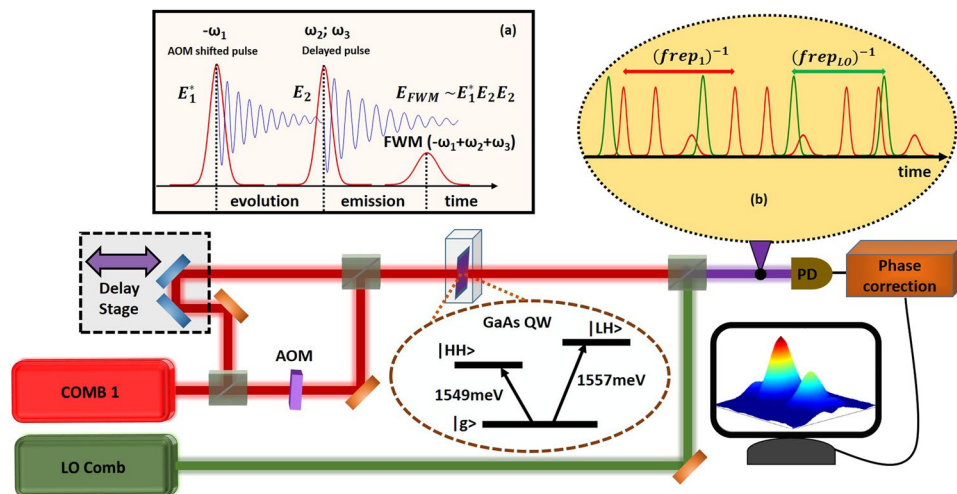 -ω₁
AOM shifted pulse
ω₂; ω₃
Delayed pulse
(a)
E₁*
E₂
E_FWM ~E₁*E₂E₂
FWM (-ω₁+ω₂+ω₃)
evolution
emission
time
(frep₁)⁻¹
(frep_LO)⁻¹
time
(b)
Delay
Stage
AOM
COMB 1
LO Comb
GaAs QW
|HH>
|LH>
1549meV
1557meV
|g>
PD
Phase
correction